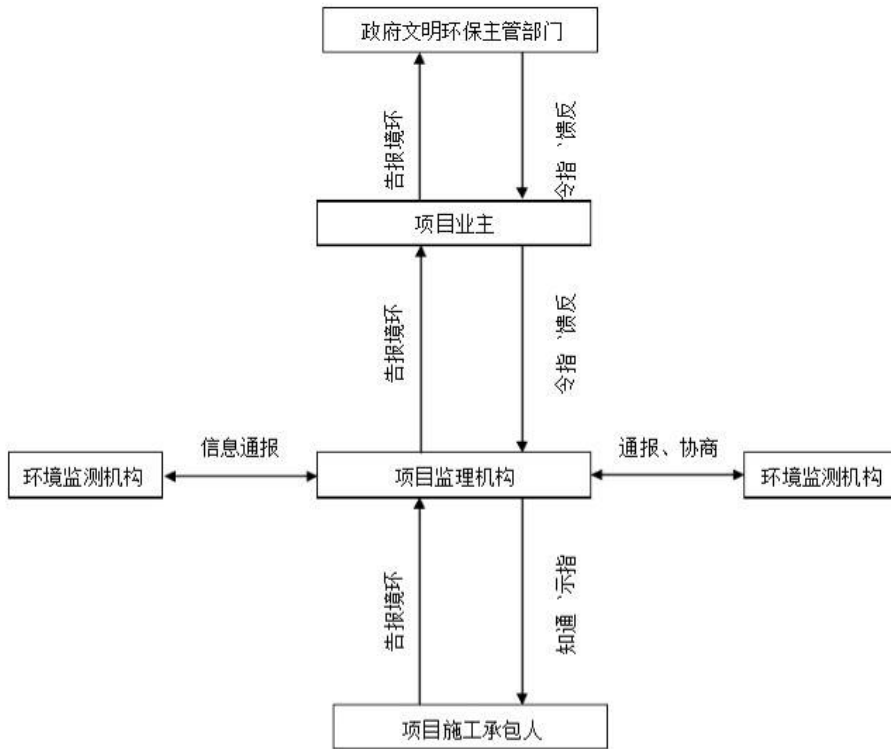 政府文明环保主管部门
环境报告
反馈、指令
项目业主
环境报告
反馈、指令
环境监测机构
信息通报
项目监理机构
通报、协商
环境监测机构
环境报告
指示、通知
项目施工承包人